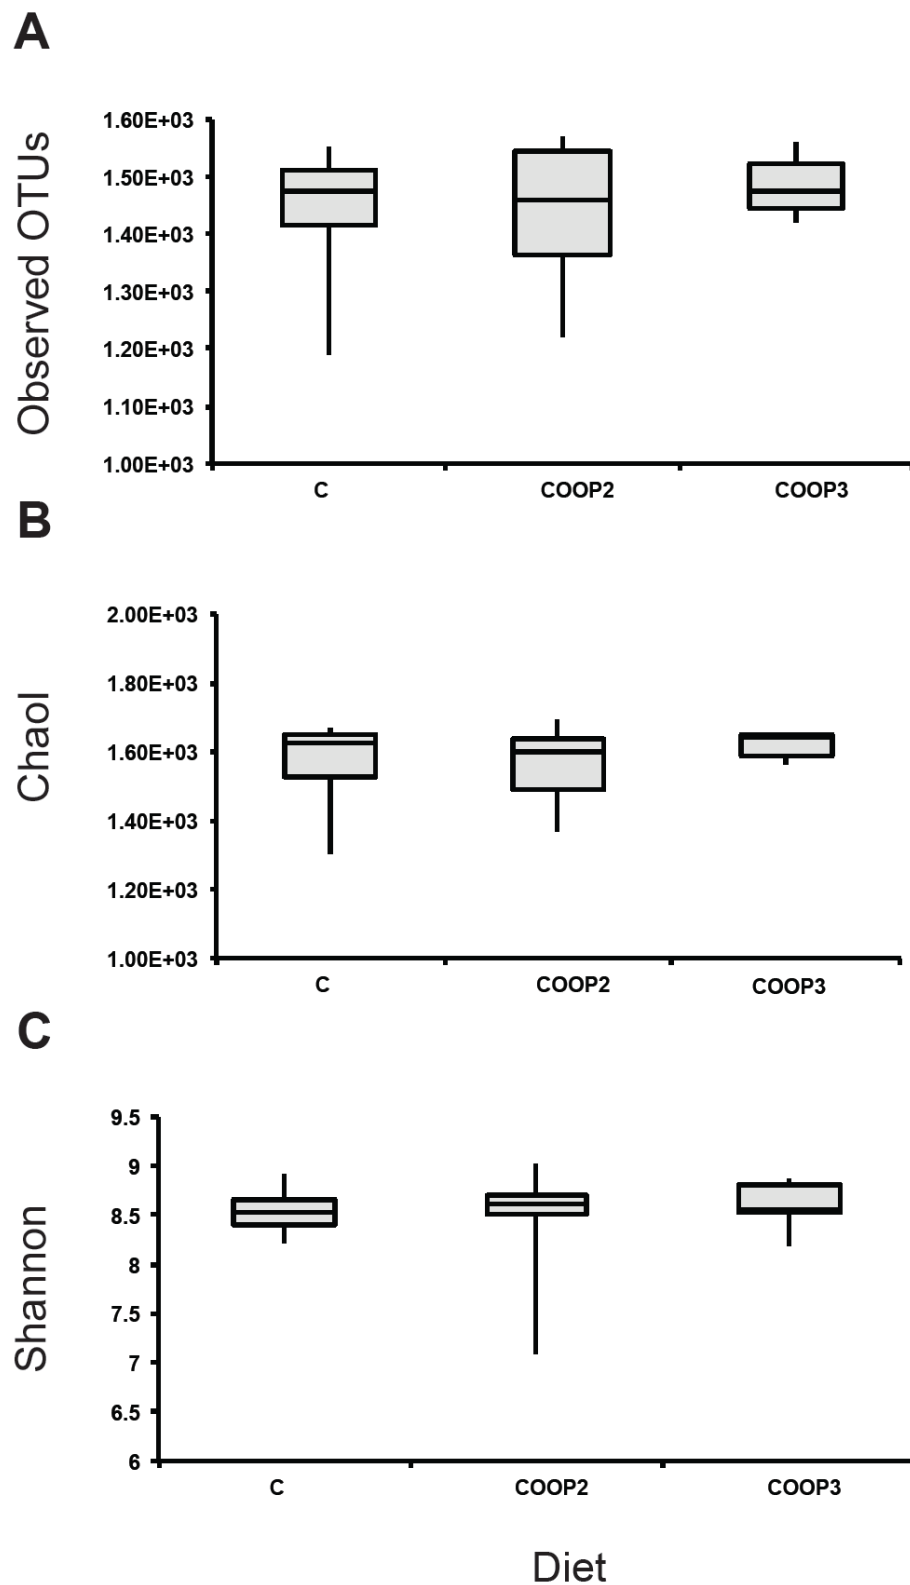 A
Observed OTUs
1.60E+03
1.50E+03
1.40E+03
1.30E+03
1.20E+03
1.10E+03
1.00E+03
C COOP2 COOP3
B
Chaol
2.00E+03
1.80E+03
1.60E+03
1.40E+03
1.20E+03
1.00E+03
C COOP2 COOP3
C
Shannon
9.5
9
8.5
8
7.5
7
6.5
6
C COOP2 COOP3
Diet